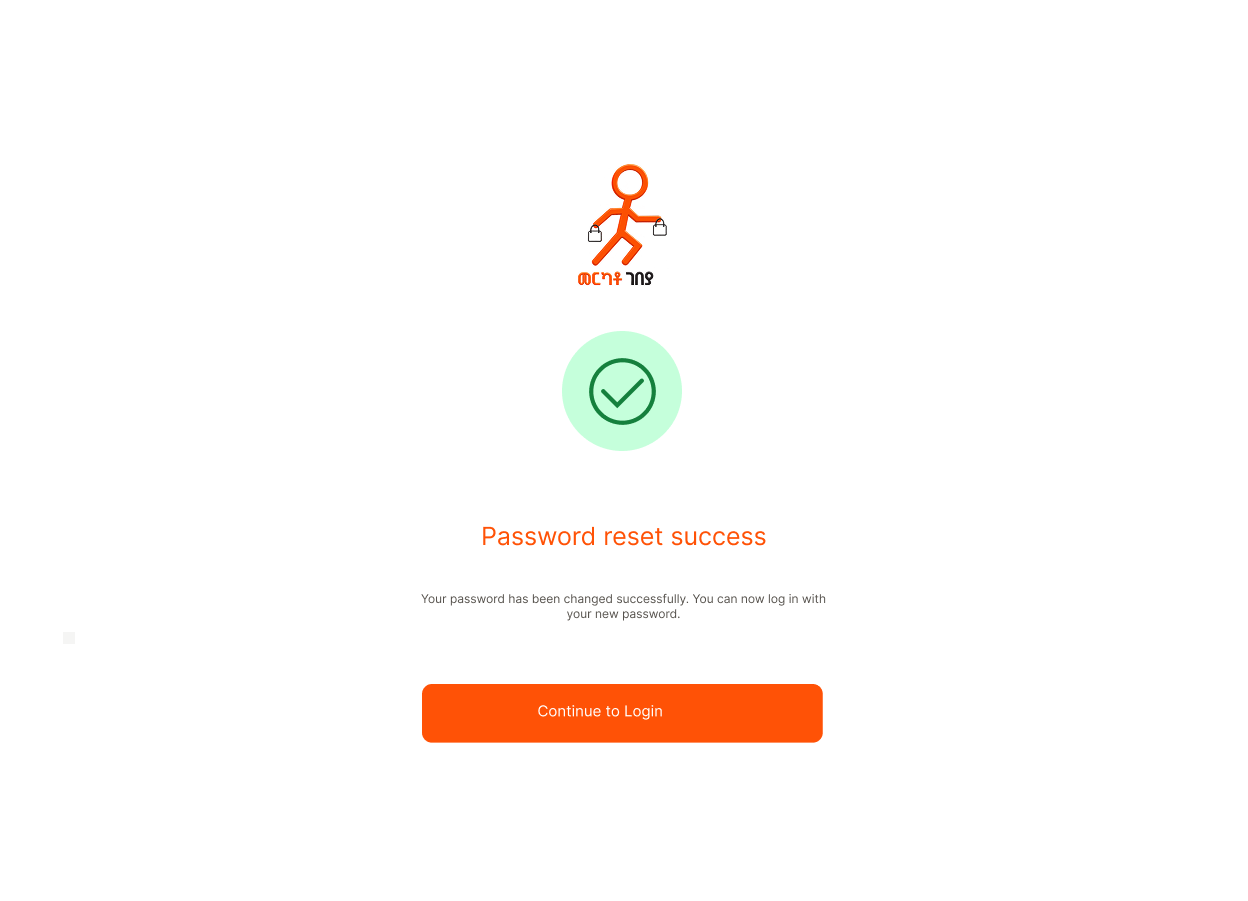 መርካቶ ገበያ
Password reset success
Your password has been changed successfully. You can now log in with
your new password.
Continue to Login